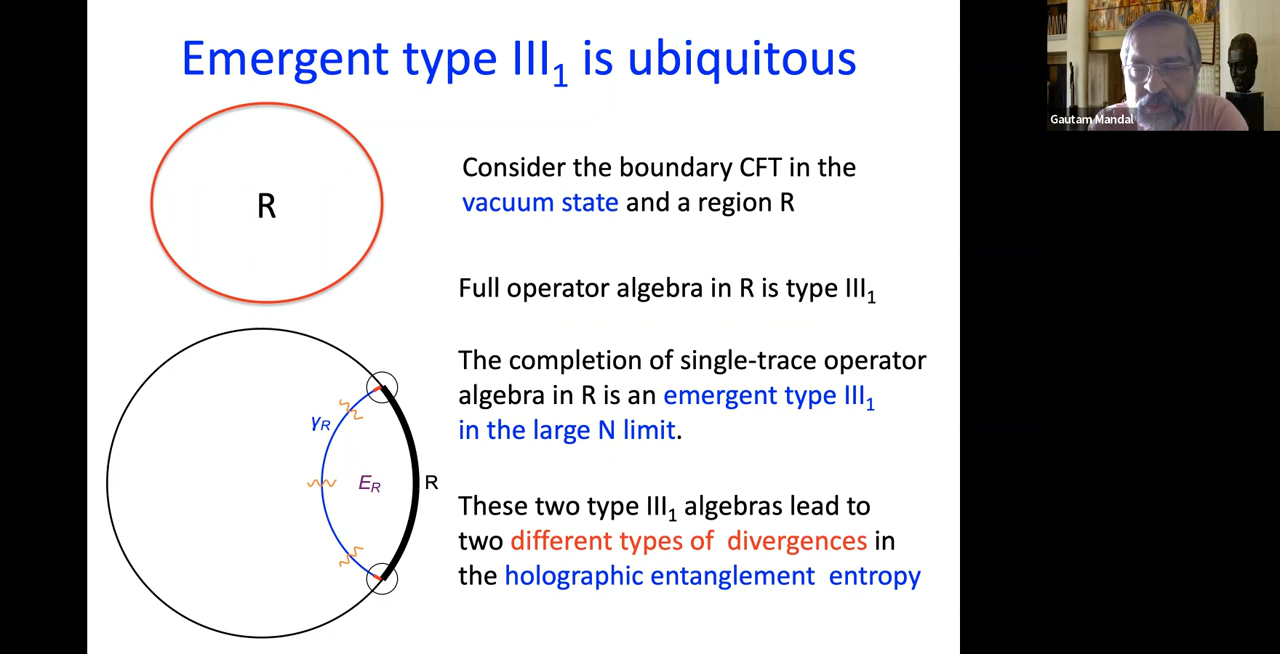 Emergent type III₁ is ubiquitous
R
Consider the boundary CFT in the
vacuum state and a region R
Full operator algebra in R is type III₁
The completion of single-trace operator
algebra in R is an emergent type III₁
in the large N limit.
γR
ER
R
These two type III₁ algebras lead to
two different types of divergences in
the holographic entanglement entropy
Gautam Mandal